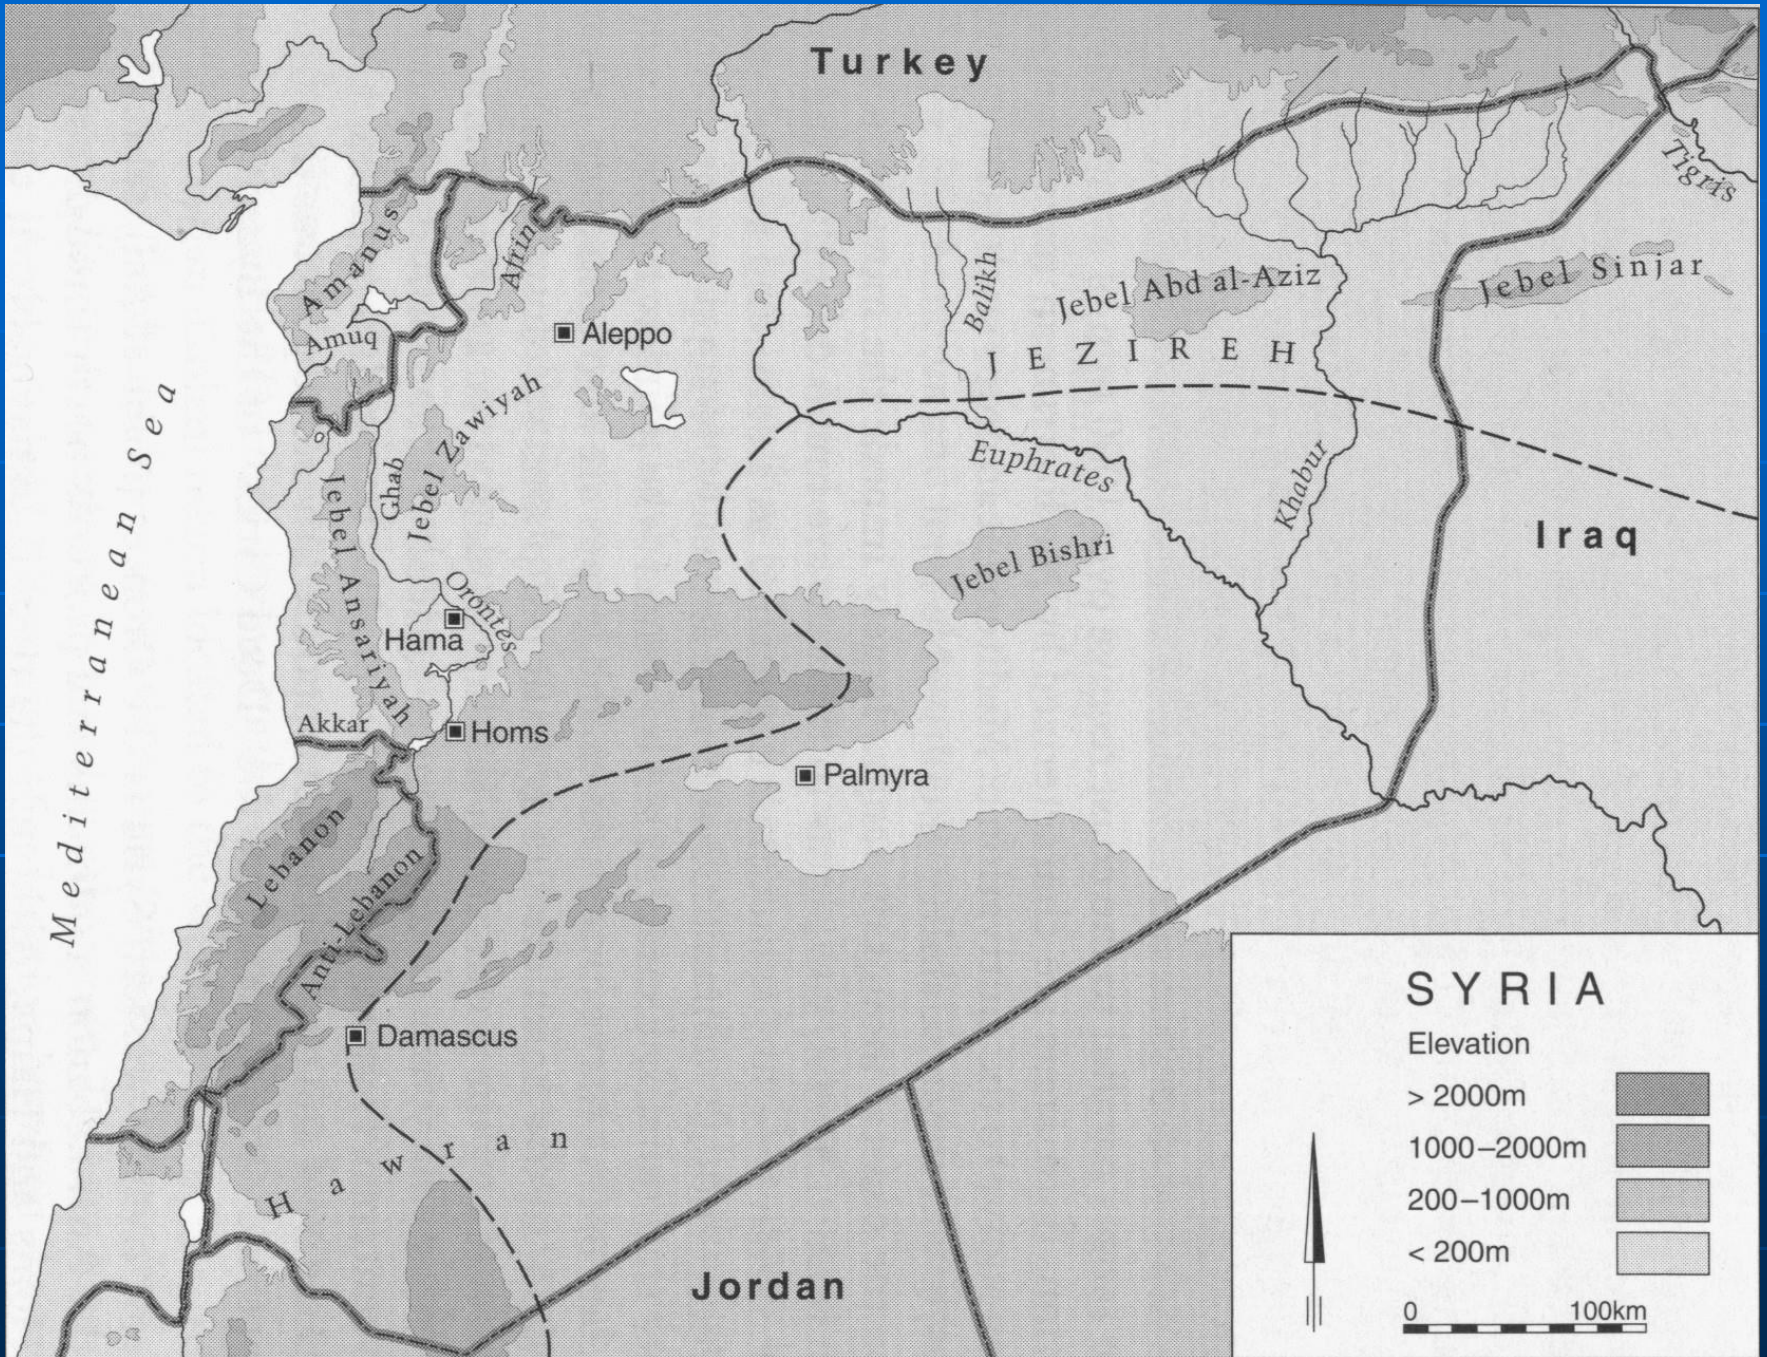 Turkey
Tigris
Amanus
Afrin
Balikh
Jebel Abd al-Aziz
Jebel Sinjar
Amuq
Aleppo
JEZIREH
Mediterranean Sea
Jebel Zawiyah
Ghab
Euphrates
Khabur
Iraq
Jebel Ansariyah
Jebel Bishri
Orontes
Hama
Akkar
Homs
Palmyra
Lebanon
Anti-Lebanon
Damascus
Hawran
Jordan
SYRIA
Elevation
> 2000m
1000–2000m
200–1000m
< 200m
0 100km